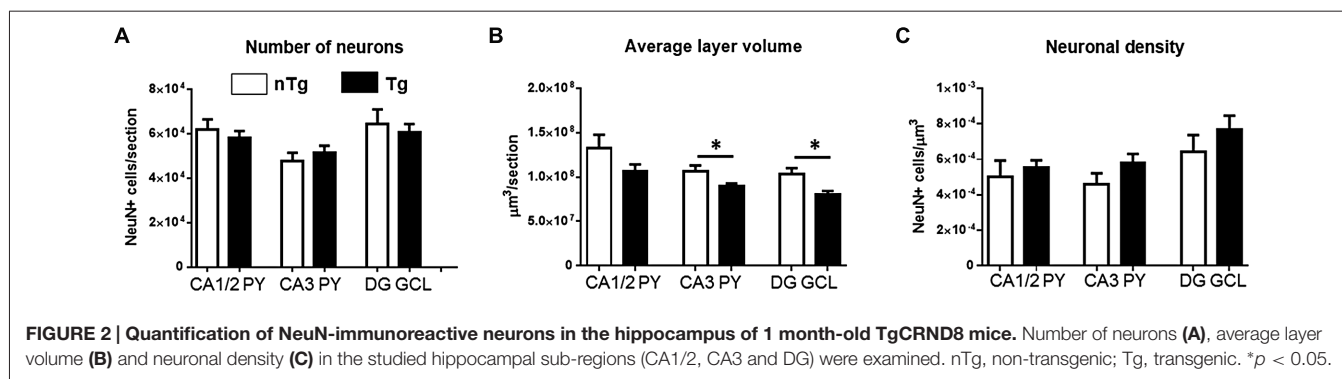 A
Number of neurons
nTg Tg
8×10⁴
6×10⁴
4×10⁴
2×10⁴
0
NeuN+ cells/section
CA1/2 PY CA3 PY DG GCL
B
Average layer volume
2.0×10⁸
1.5×10⁸
1.0×10⁸
5.0×10⁷
0
µm³/section
* *
CA1/2 PY CA3 PY DG GCL
C
Neuronal density
1×10⁻³
8×10⁻⁴
6×10⁻⁴
4×10⁻⁴
2×10⁻⁴
0
NeuN+ cells/µm³
CA1/2 PY CA3 PY DG GCL
FIGURE 2 | Quantification of NeuN-immunoreactive neurons in the hippocampus of 1 month-old TgCRND8 mice. Number of neurons (A), average layer
volume (B) and neuronal density (C) in the studied hippocampal sub-regions (CA1/2, CA3 and DG) were examined. nTg, non-transgenic; Tg, transgenic. *p < 0.05.